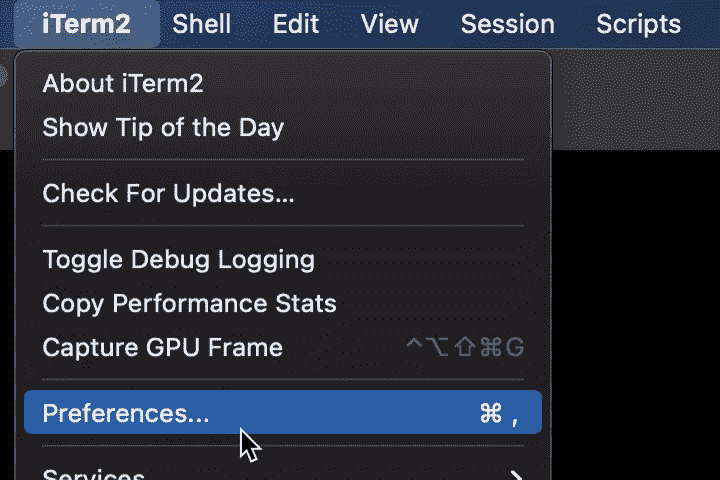 iTerm2 Shell Edit View Session Scripts
About iTerm2
Show Tip of the Day
Check For Updates...
Toggle Debug Logging
Copy Performance Stats
Capture GPU Frame ^⌥⇧⌘G
Preferences... ⌘ ,
Services